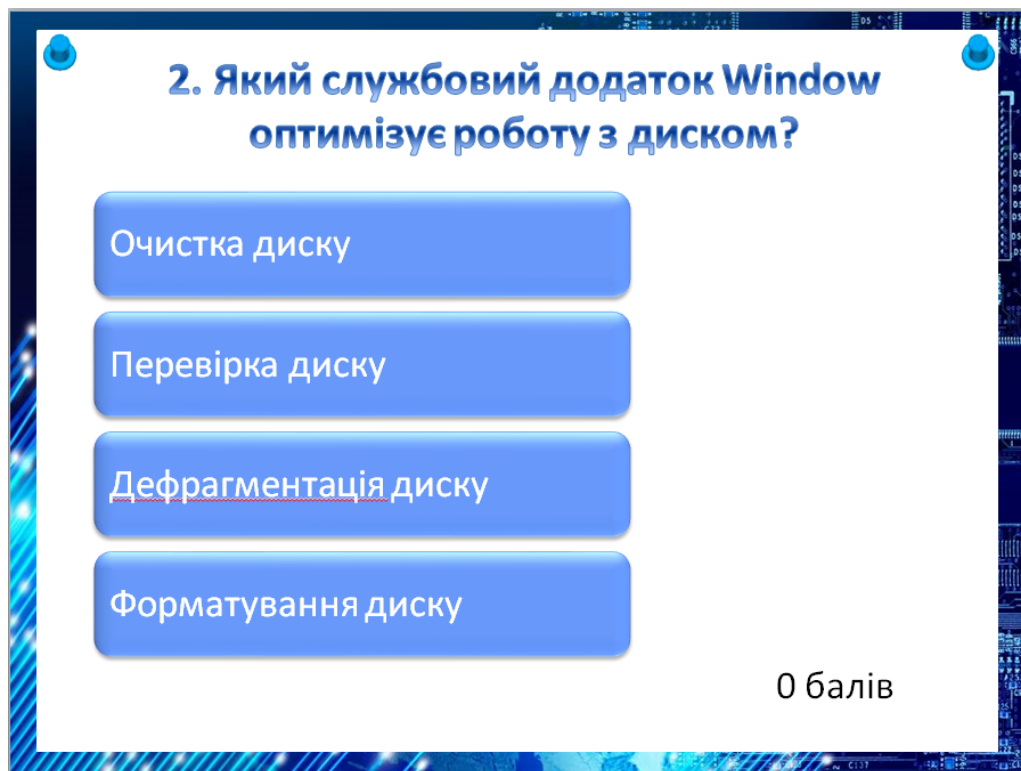 2. Який службовий додаток Window
оптимізує роботу з диском?
Очистка диску
Перевірка диску
Дефрагментація диску
Форматування диску
0 балів